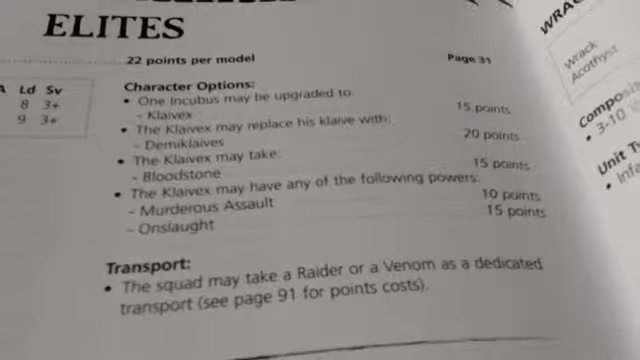 ELITES
22 points per model
Page 31
A Ld Sv
8 3+
9 3+
Character Options:
• One Incubus may be upgraded to
- Klaivex 15 points
• The Klaivex may replace his klaive with:
- Demiklaives 20 points
• The Klaivex may take:
- Bloodstone 15 points
• The Klaivex may have any of the following powers:
- Murderous Assault 10 points
- Onslaught 15 points
Transport:
• The squad may take a Raider or a Venom as a dedicated
transport (see page 91 for points costs).
Wrack
Acothyst
• 3-10